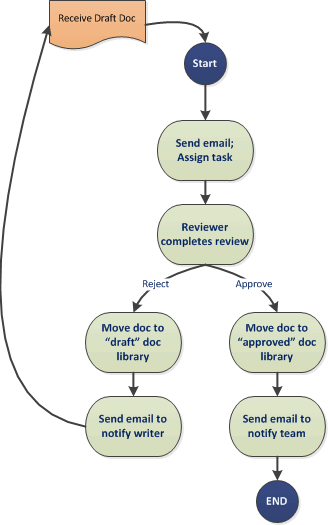 Receive Draft Doc
Start
Send email;
Assign task
Reviewer
completes review
Reject
Approve
Move doc to
“draft” doc
library
Move doc to
“approved” doc
library
Send email to
notify writer
Send email to
notify team
END